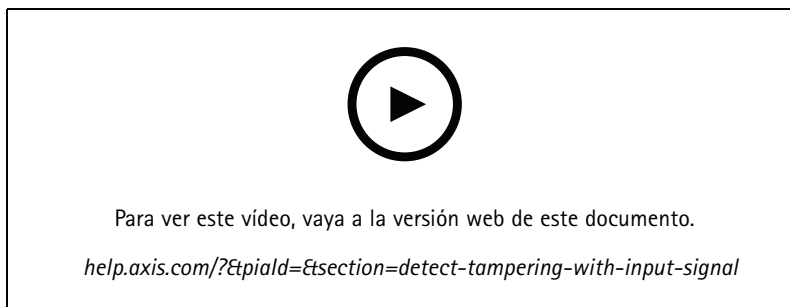 Para ver este vídeo, vaya a la versión web de este documento.
help.axis.com/?&piaId=&section=detect-tampering-with-input-signal